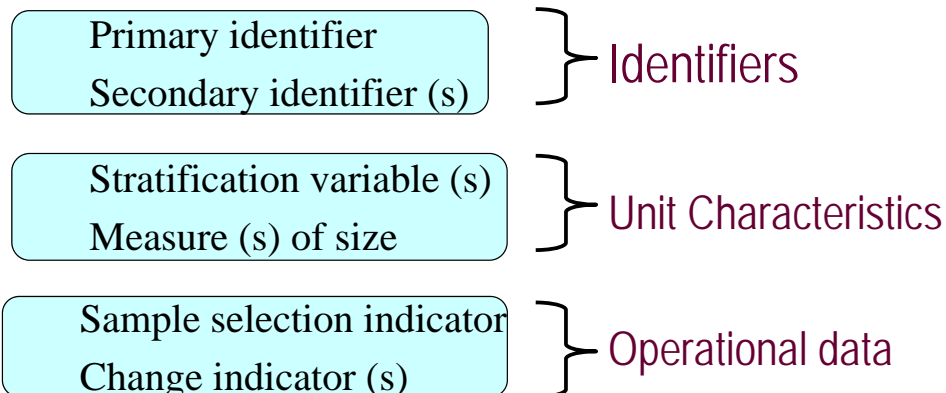 Primary identifier
Secondary identifier (s)
Identifiers
Stratification variable (s)
Measure (s) of size
Unit Characteristics
Sample selection indicator
Change indicator (s)
Operational data